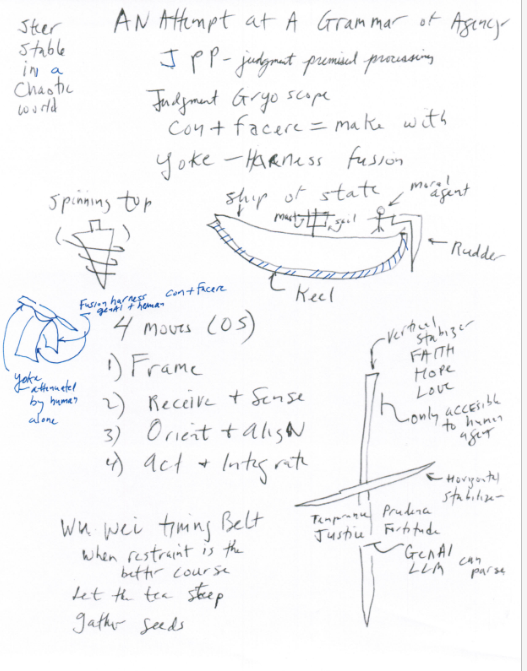 Steer
Stable
in a
Chaotic
world
AN Attempt at A Grammar of Agency
JPP - judgment premised processing
Judgment Gryoscope
Con + facere = make with
Yoke - Harness fusion
spinning top
Ship of state
moral
agent
mast
Rudder
Keel
Fusion harness
genAI + human
con + facere
Yoke
attenuated
by human
alone
4 moves (OS)
1) Frame
2) Receive + Sense
3) Orient + AligN
4) Act + Integrate
Vertical
stabilizer
FAITH
HOPE
LOVE
only accesible
to human
agent
Horizontal
stabilizer
Temprance Prudence
Justice Fortitude
GenAI
LLM can
parse
Wu Wei timing Belt
When restraint is the
better course
Let the tea steep
gather seeds